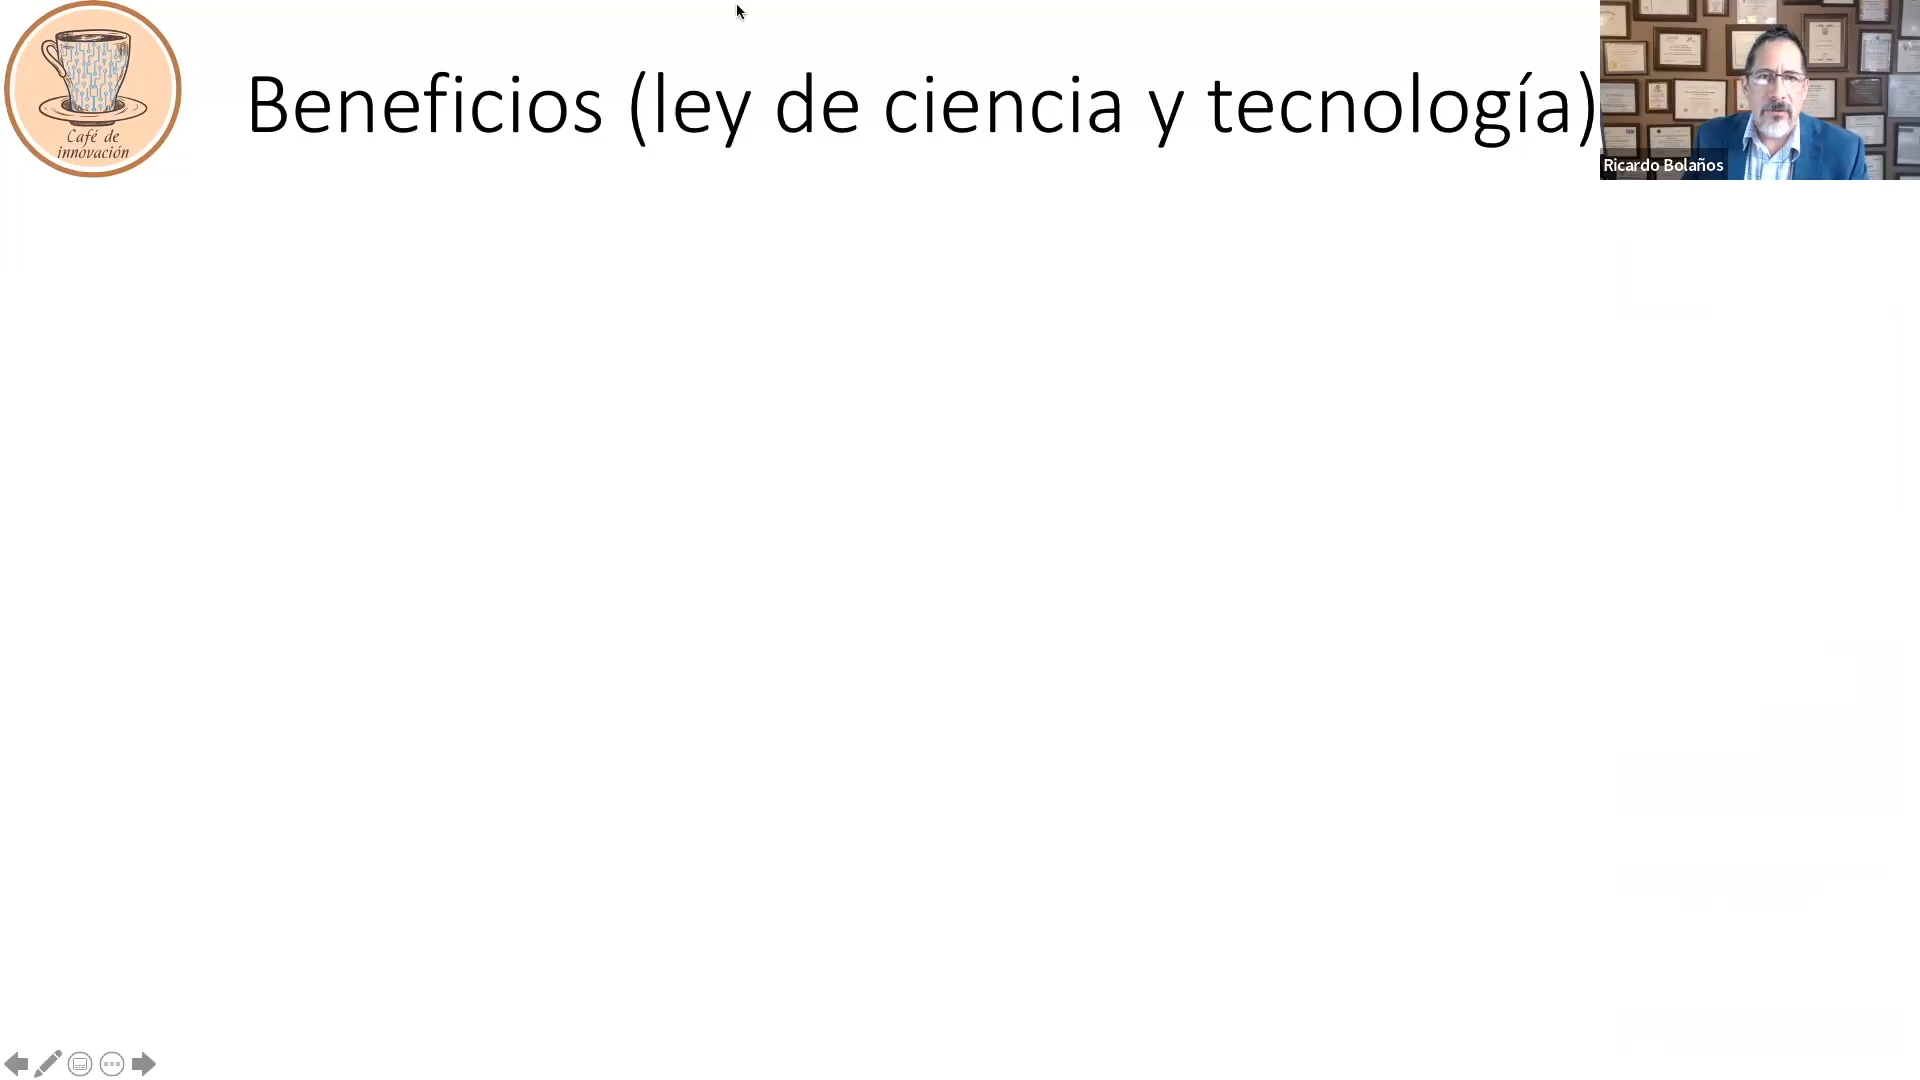 Café de
innovación
Beneficios (ley de ciencia y tecnología)
Ricardo Bolaños